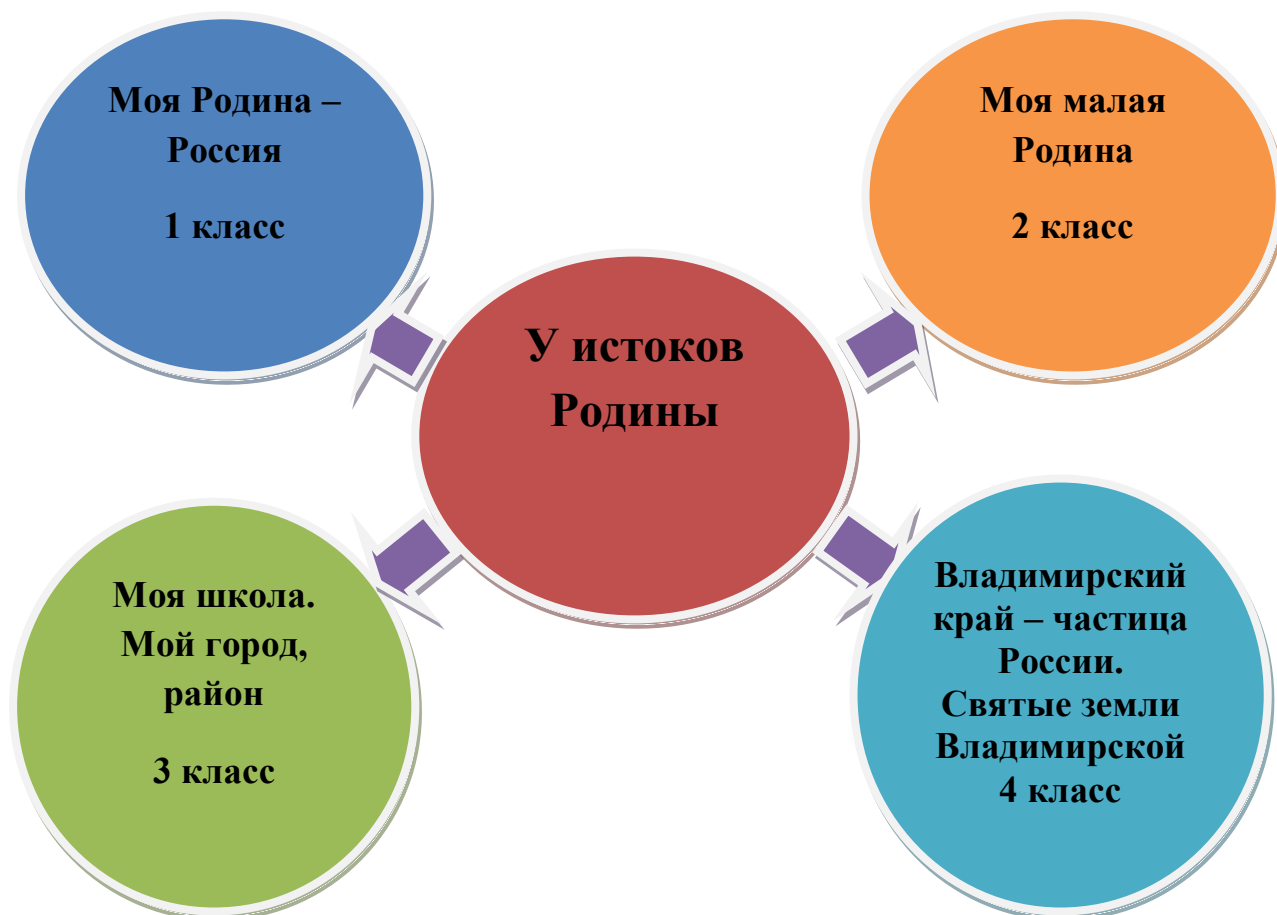 Моя Родина –
Россия
1 класс
Моя малая
Родина
2 класс
У истоков
Родины
Моя школа.
Мой город,
район
3 класс
Владимирский
край – частица
России.
Святые земли
Владимирской
4 класс